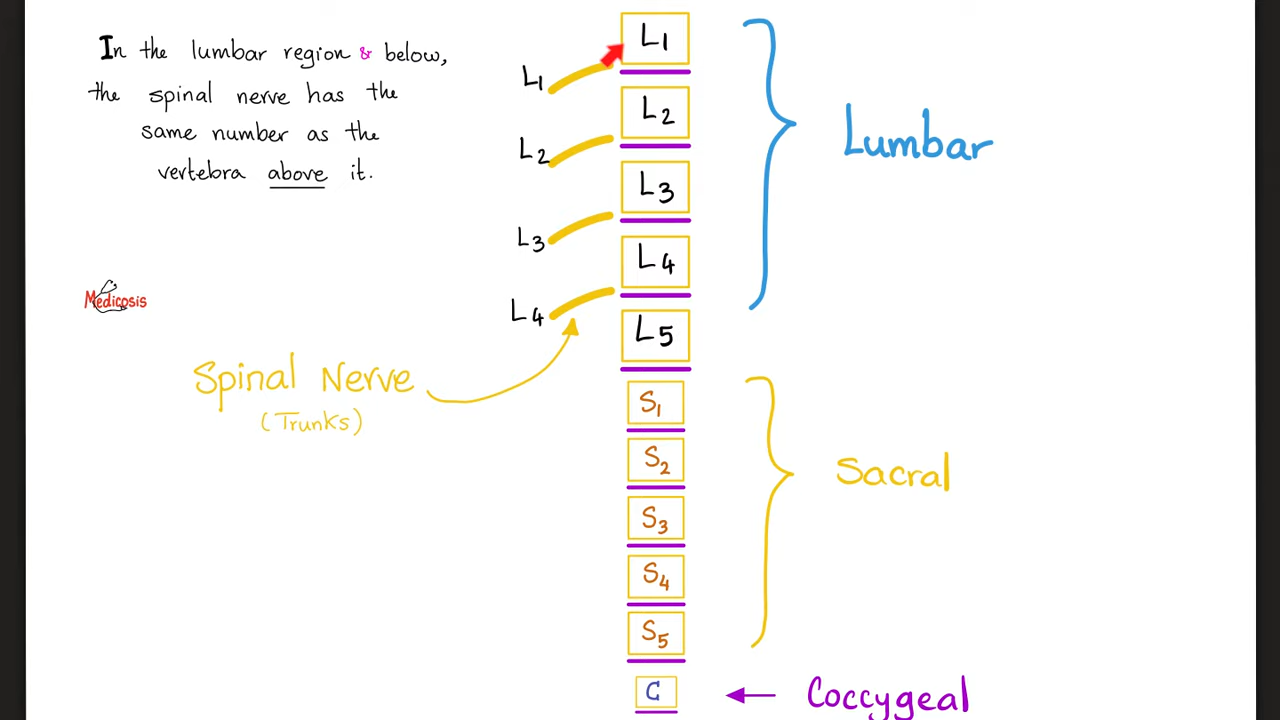 In the lumbar region & below,
the spinal nerve has the
same number as the
vertebra above it.
Medicosis
L1
L2
L3
L4
Spinal Nerve
(Trunks)
L1
L2
L3
L4
L5
S1
S2
S3
S4
S5
C
Lumbar
Sacral
Coccygeal